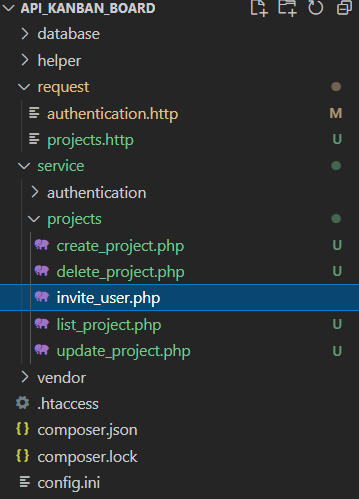 API_KANBAN_BOARD
database
helper
request
authentication.http M
projects.http U
service
authentication
projects
create_project.php U
delete_project.php U
invite_user.php
list_project.php U
update_project.php U
vendor
.htaccess
{} composer.json
{} composer.lock
config.ini